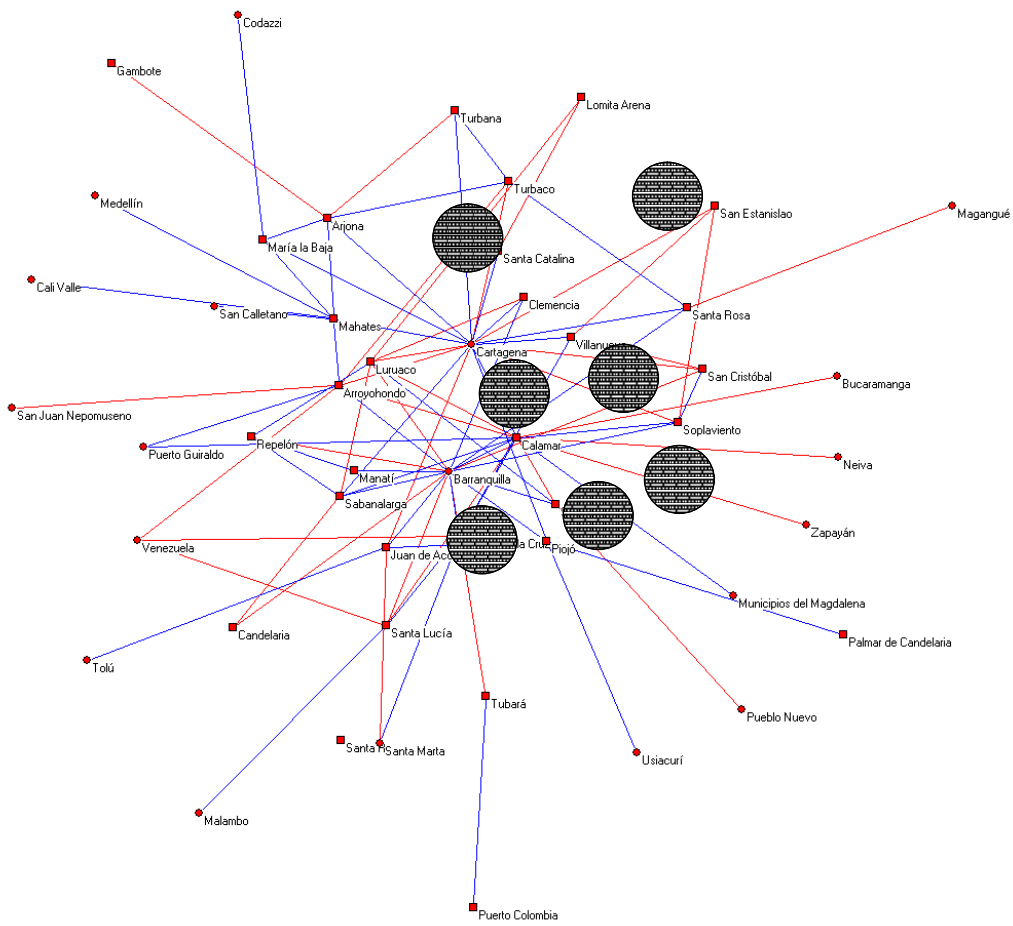 Codazzi
Gambote
Lomita Arena
Turbana
Turbaco
Medellín
San Estanislao
Magangué
Arjona
María la Baja
Santa Catalina
Cali Valle
Clemencia
San Calletano
Santa Rosa
Mahates
Cartagena
Luruaco
San Cristóbal
Bucaramanga
Arroyohondo
San Juan Nepomuseno
Soplaviento
Repelón
Calamar
Puerto Guiraldo
Neiva
Manatí
Barranquilla
Sabanalarga
Zapayán
Venezuela
Juan de
Piojó
Municipios del Magdalena
Candelaria
Santa Lucía
Palmar de Candelaria
Tolú
Tubará
Pueblo Nuevo
Santa
Santa Marta
Usiacurí
Malambo
Puerto Colombia